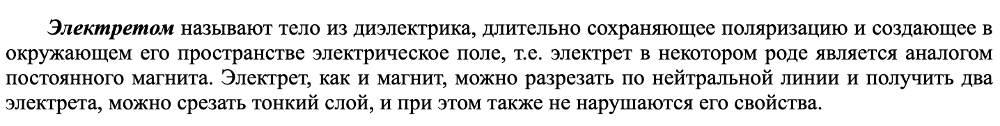 Электретом называют тело из диэлектрика, длительно сохраняющее поляризацию и создающее в
окружающем его пространстве электрическое поле, т.е. электрет в некотором роде является аналогом
постоянного магнита. Электрет, как и магнит, можно разрезать по нейтральной линии и получить два
электрета, можно срезать тонкий слой, и при этом также не нарушаются его свойства.